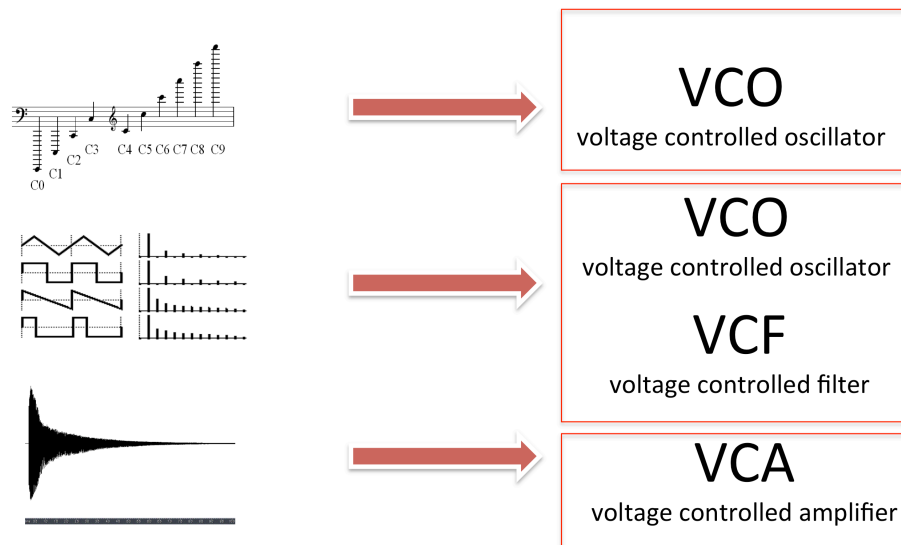 VCO
voltage controlled oscillator
C0 C1 C2 C3 C4 C5 C6 C7 C8 C9
VCO
voltage controlled oscillator
VCF
voltage controlled filter
VCA
voltage controlled amplifier